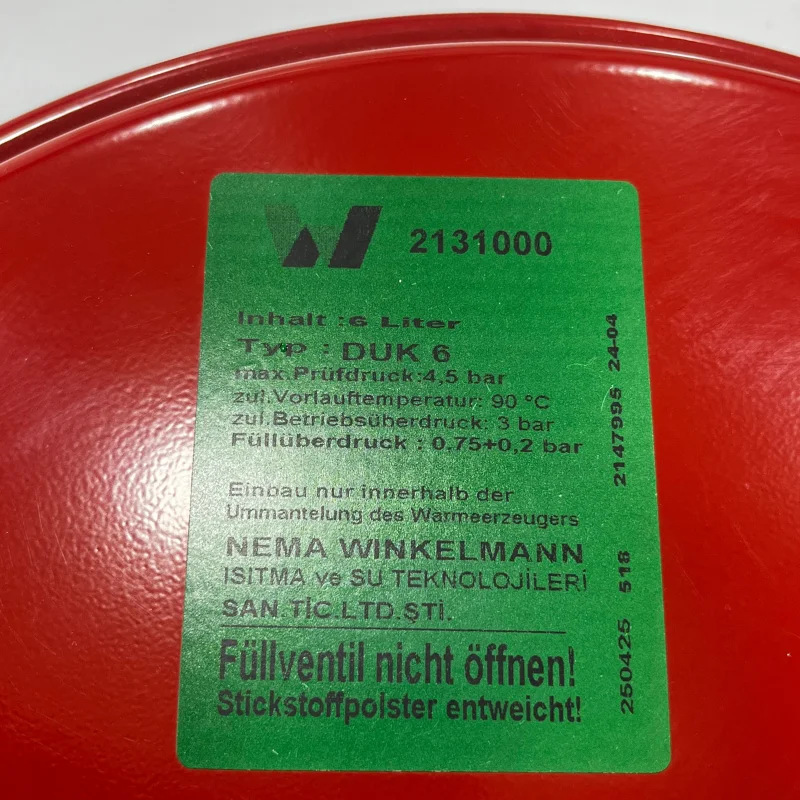 W 2131000
Inhalt :6 Liter
Typ : DUK 6
max.Prüfdruck:4,5 bar
zul.Vorlauftemperatur: 90 °C
zul.Betriebsüberdruck: 3 bar
Füllüberdruck : 0,75+0,2 bar
Einbau nur innerhalb der
Ummantelung des Warmeerzeugers
NEMA WINKELMANN
ISITMA ve SU TEKNOLOJİLERİ
SAN.TİC.LTD.ŞTİ.
Füllventil nicht öffnen!
Stickstoffpolster entweicht!
2147995 24-04
250425 518